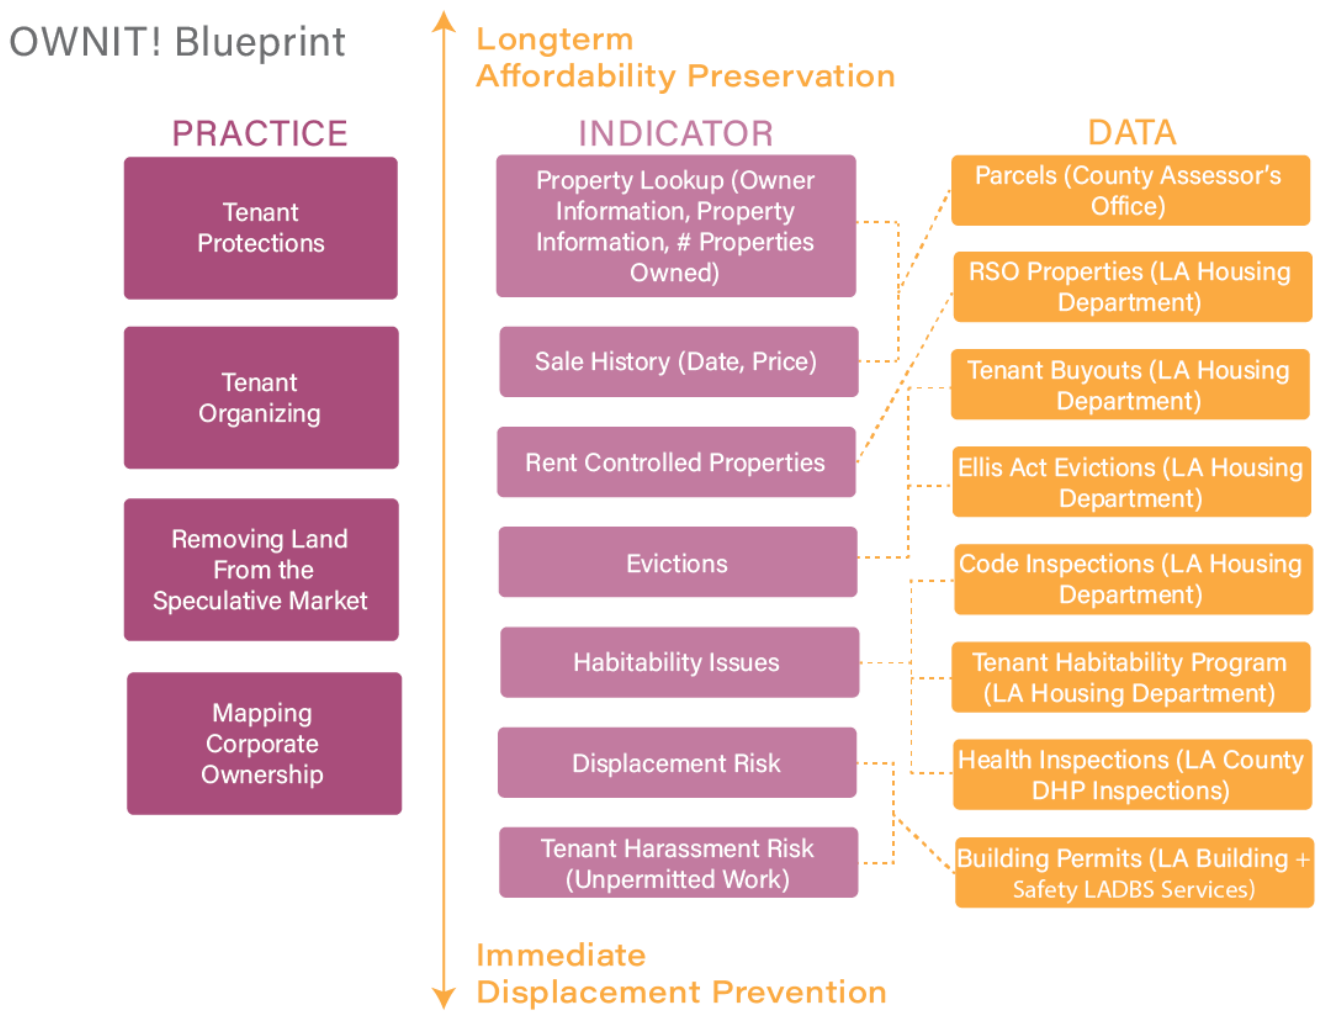 OWNIT! Blueprint
Longterm
Affordability Preservation
PRACTICE
Tenant
Protections
Tenant
Organizing
Removing Land
From the
Speculative Market
Mapping
Corporate
Ownership
INDICATOR
Property Lookup (Owner
Information, Property
Information, # Properties
Owned)
Sale History (Date, Price)
Rent Controlled Properties
Evictions
Habitability Issues
Displacement Risk
Tenant Harassment Risk
(Unpermitted Work)
DATA
Parcels (County Assessor's
Office)
RSO Properties (LA Housing
Department)
Tenant Buyouts (LA Housing
Department)
Ellis Act Evictions (LA Housing
Department)
Code Inspections (LA Housing
Department)
Tenant Habitability Program
(LA Housing Department)
Health Inspections (LA County
DHP Inspections)
Building Permits (LA Building +
Safety LADBS Services)
Immediate
Displacement Prevention